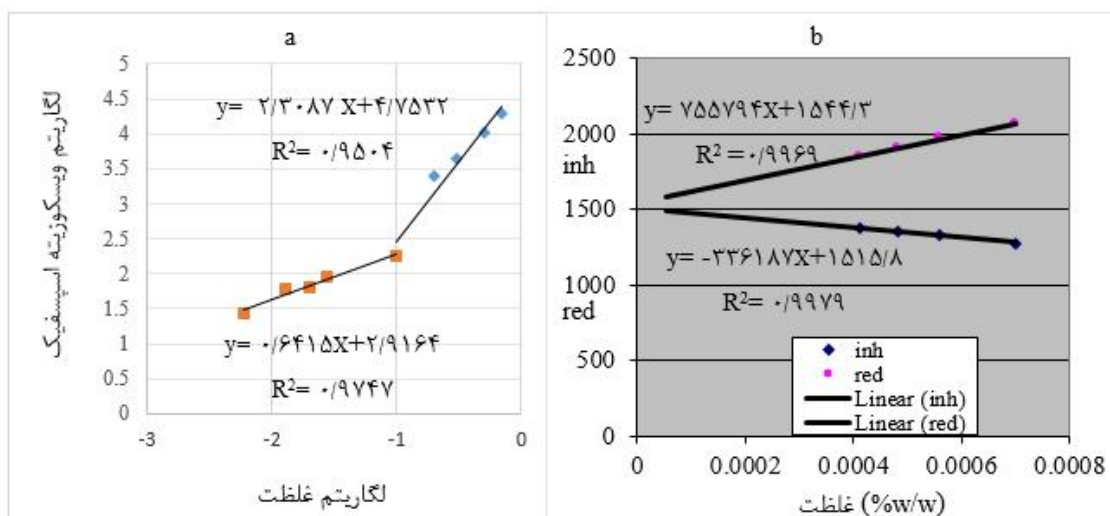 a
لگاریتم ویسکوزیته اسپسفیک
5
4.5
4
3.5
3
2.5
2
1.5
1
0.5
0
y= ۲/۳۰۸۷ X+۴/۷۵۳۲
R²= ۰/۹۵۰۴
y= ۰/۶۴۱۵X+۲/۹۱۶۴
R²= ۰/۹۷۴۷
-3 -2 -1 0
لگاریتم غلظت
b
2500
2000
inh
1500
1000
red
500
0
y= ۷۵۵۷۹۴X+۱۵۴۴/۳
R² =۰/۹۹۶۹
y= -۳۳۶۱۸۷X+۱۵۱۵/۸
R²= ۰/۹۹۷۹
inh
red
Linear (inh)
Linear (red)
0 0.0002 0.0004 0.0006 0.0008
غلظت (%w/w)